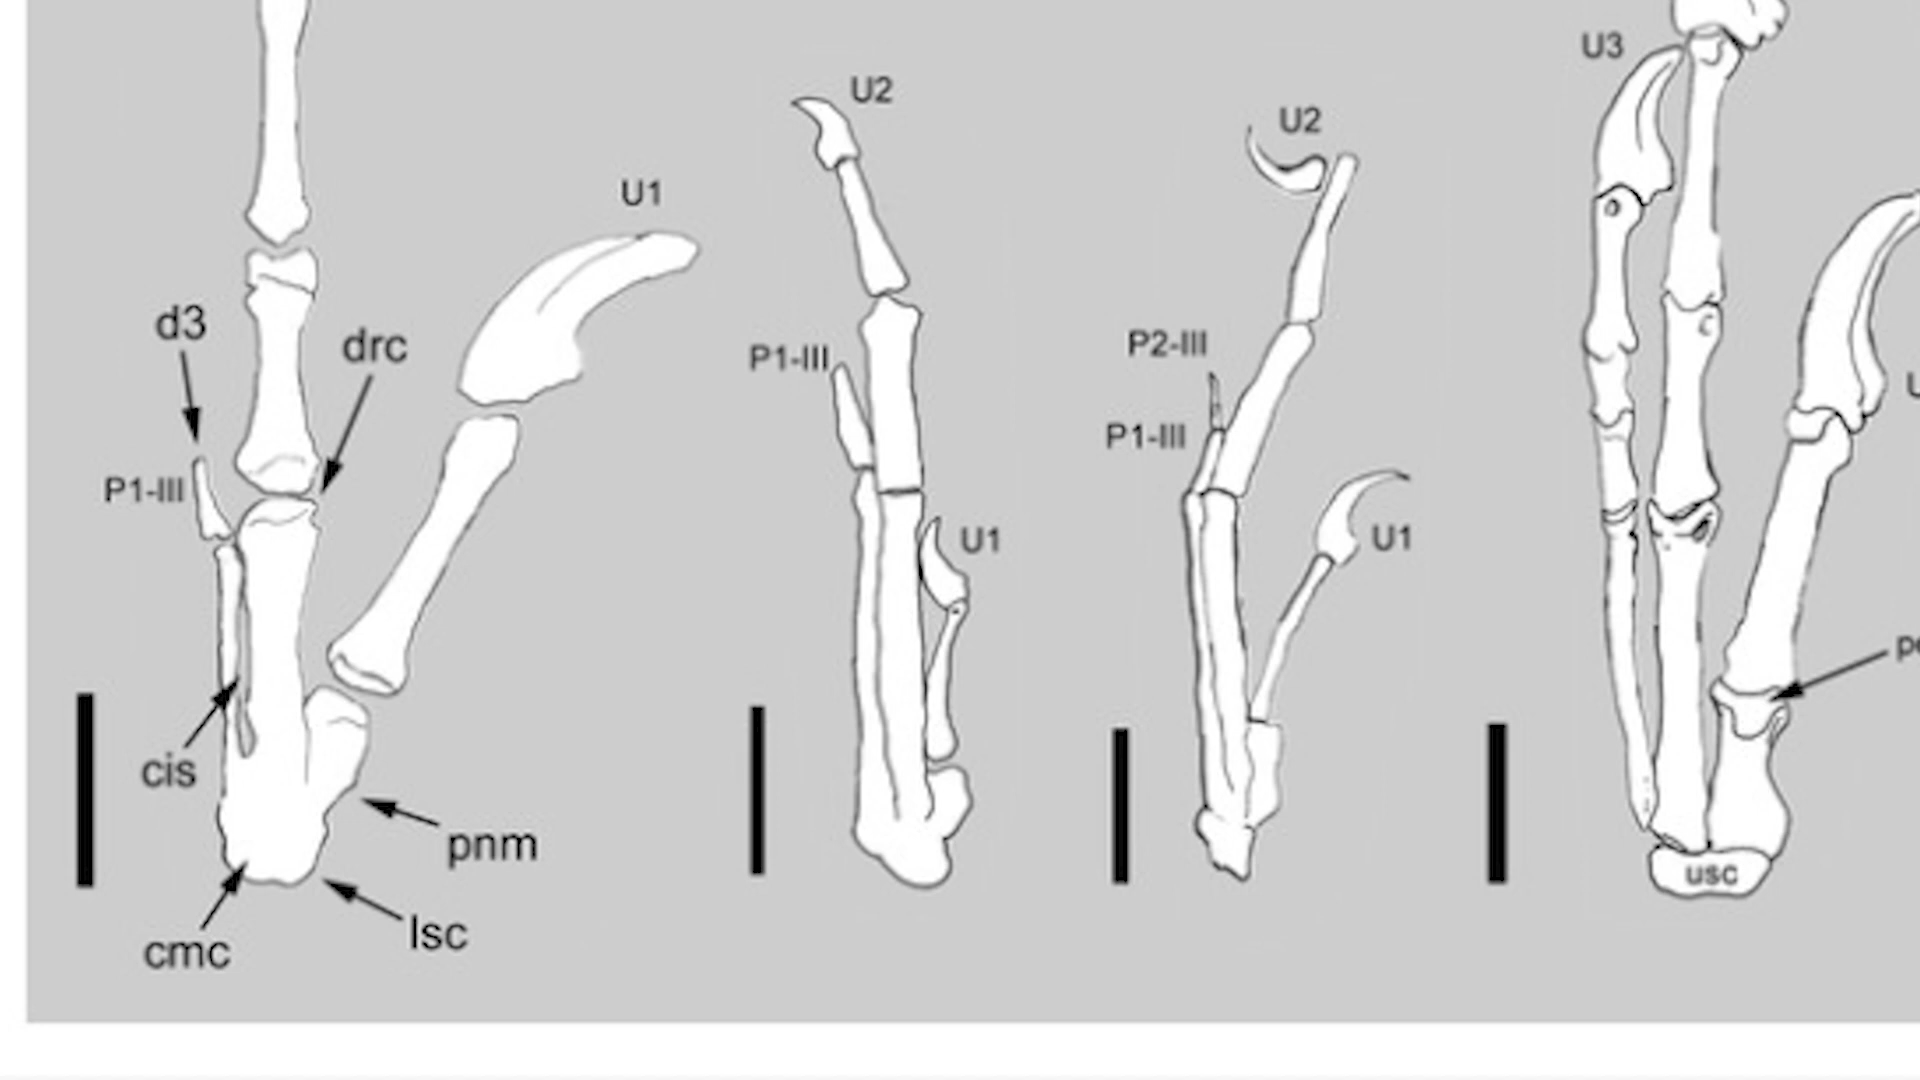 U3
U2
U2
U1
d3
drc
P2-III
P1-III
P1-III
U
P1-III
U1
U1
cis
pnm
usc
cmc
lsc